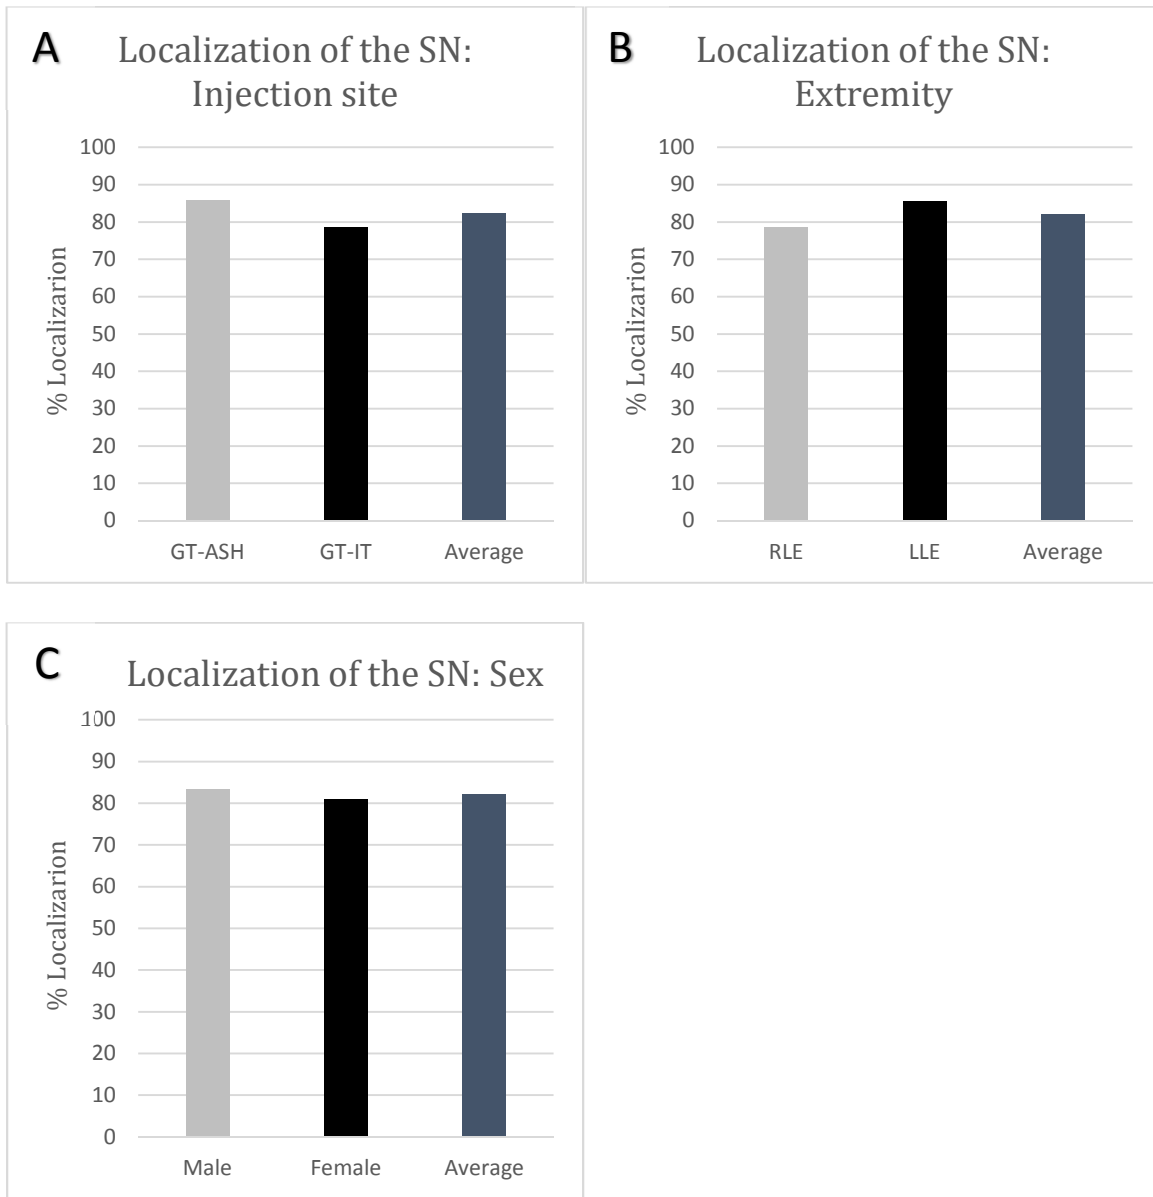 A
Localization of the SN:
Injection site
% Localizarion
100
90
80
70
60
50
40
30
20
10
0
GT-ASH GT-IT Average
B
Localization of the SN:
Extremity
% Localizarion
100
90
80
70
60
50
40
30
20
10
0
RLE LLE Average
C
Localization of the SN: Sex
% Localizarion
100
90
80
70
60
50
40
30
20
10
0
Male Female Average